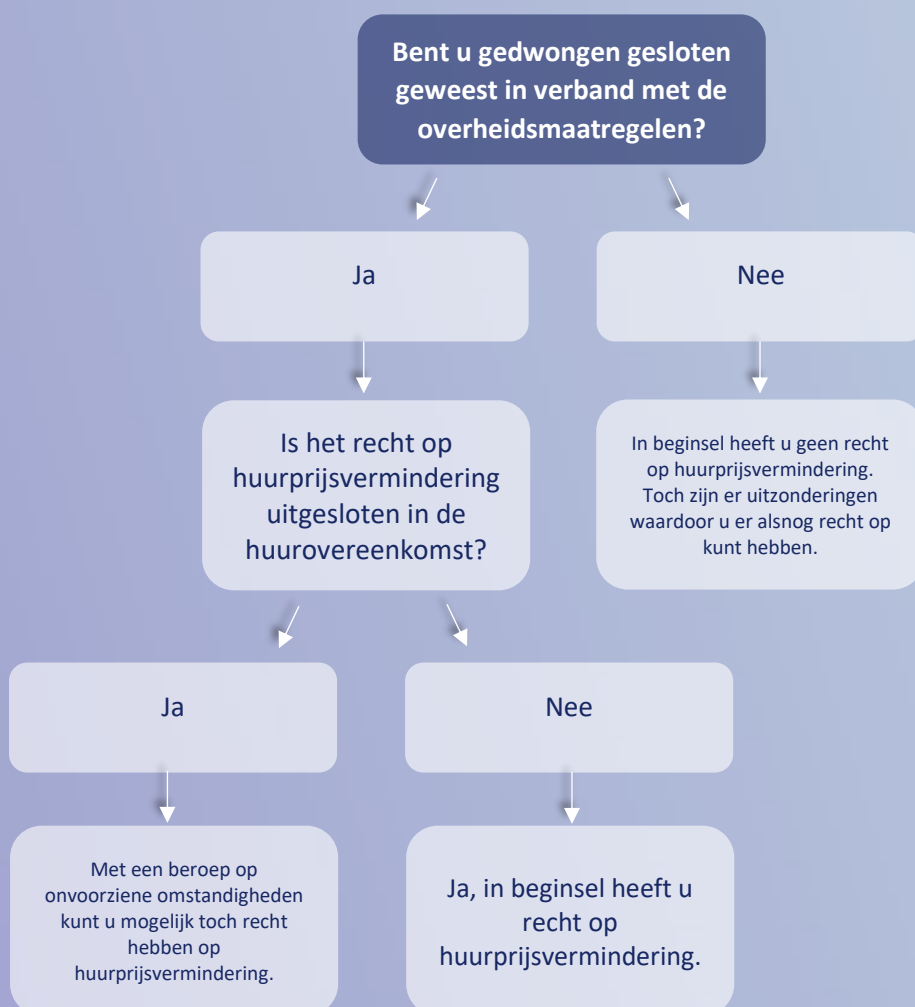 Bent u gedwongen gesloten
geweest in verband met de
overheidsmaatregelen?
Ja
Nee
Is het recht op
huurprijsvermindering
uitgesloten in de
huurovereenkomst?
In beginsel heeft u geen recht
op huurprijsvermindering.
Toch zijn er uitzonderingen
waardoor u er alsnog recht op
kunt hebben.
Ja
Nee
Met een beroep op
onvoorziene omstandigheden
kunt u mogelijk toch recht
hebben op
huurprijsvermindering.
Ja, in beginsel heeft u
recht op
huurprijsvermindering.